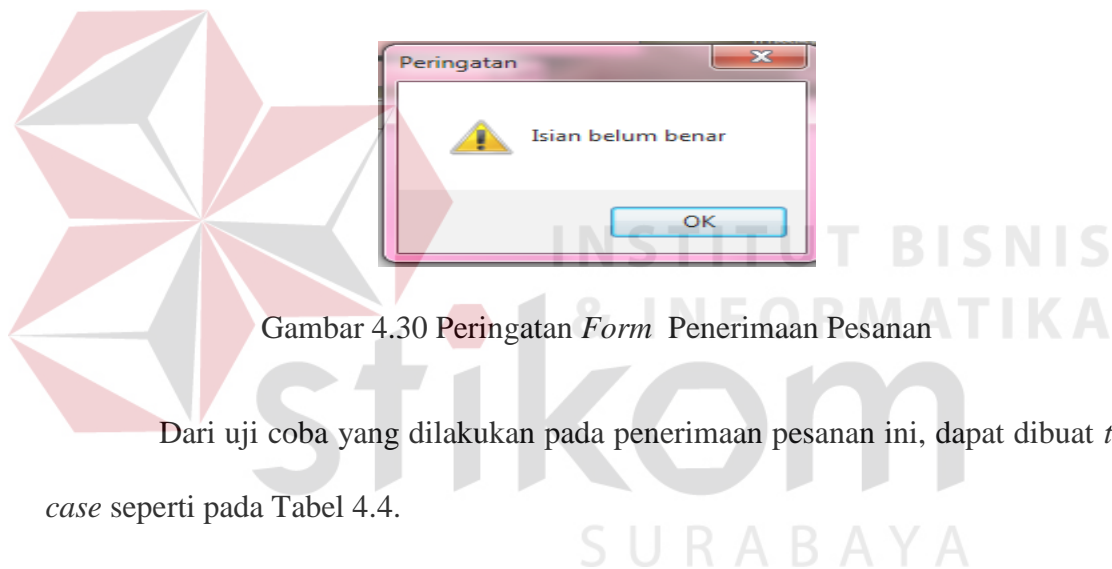 Peringatan
Isian belum benar
OK
INSTITUT BISNIS
& INFORMATIKA
Gambar 4.30 Peringatan Form Penerimaan Pesanan
stikom
Dari uji coba yang dilakukan pada penerimaan pesanan ini, dapat dibuat t
case seperti pada Tabel 4.4.
SURABAYA